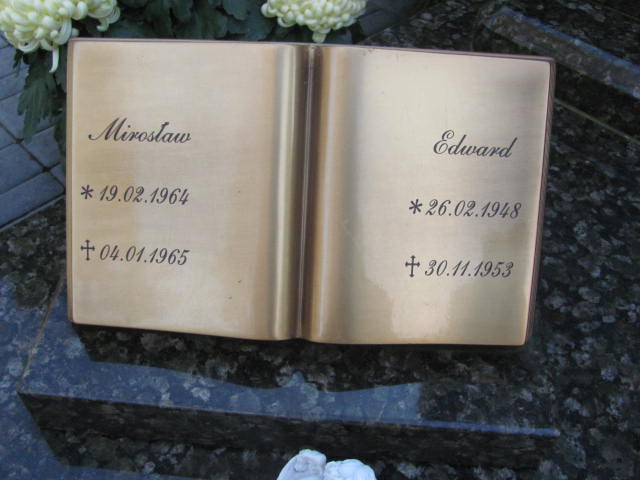 Mirosław
* 19.02.1964
✝ 04.01.1965
Edward
* 26.02.1948
✝ 30.11.1953